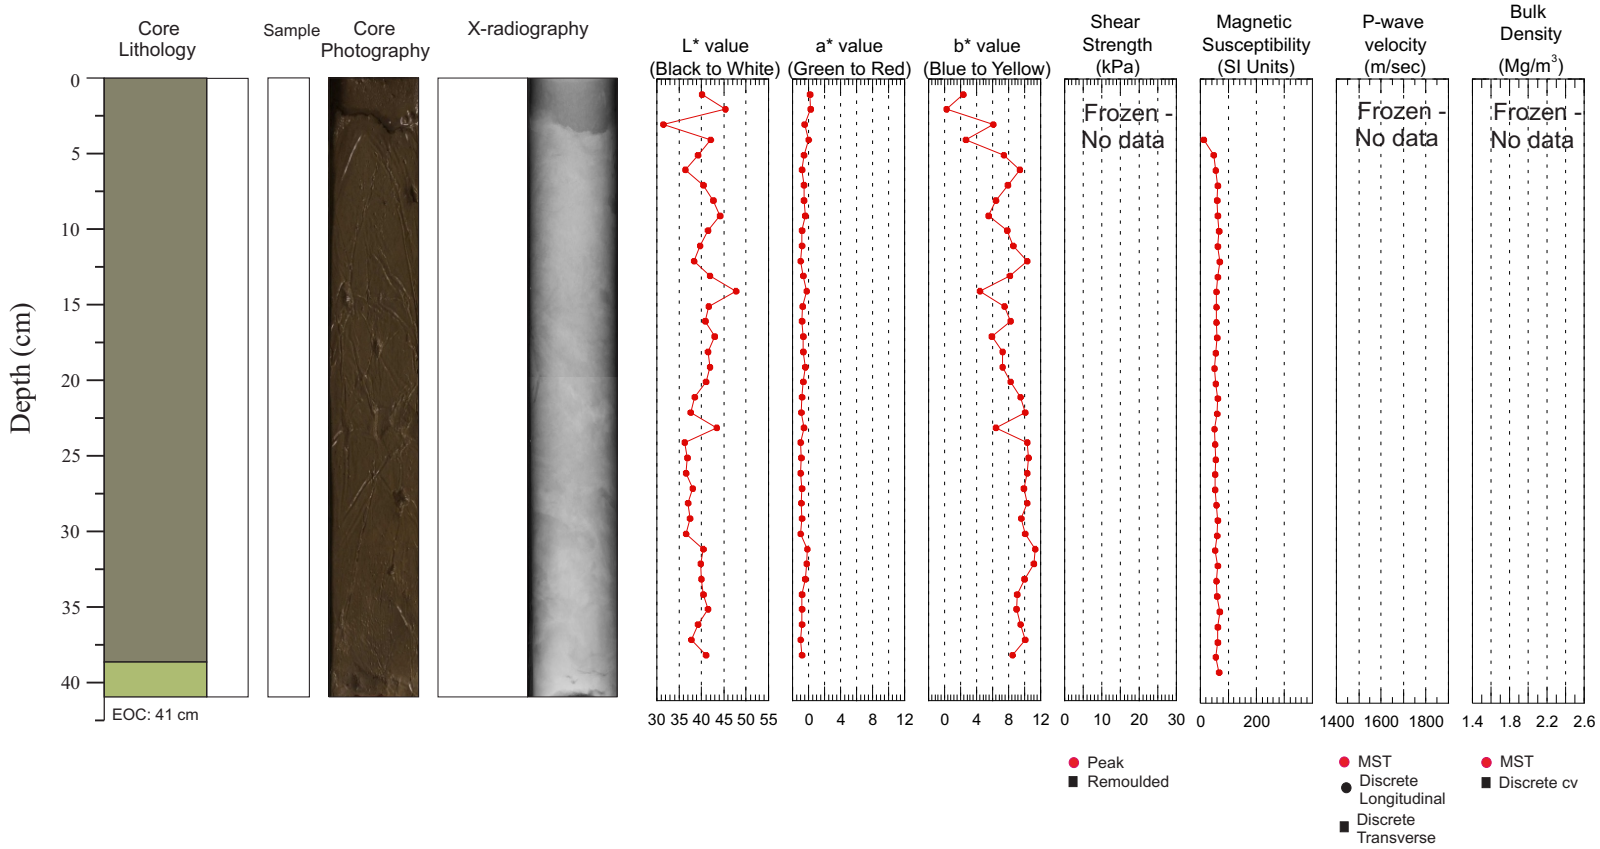 Core
Lithology
Sample
Core
Photography
X-radiography
L* value
(Black to White)
a* value
(Green to Red)
b* value
(Blue to Yellow)
Shear
Strength
(kPa)
Magnetic
Susceptibility
(SI Units)
P-wave
velocity
(m/sec)
Bulk
Density
(Mg/m³)
Depth (cm)
0
5
10
15
20
25
30
35
40
EOC: 41 cm
Frozen -
No data
Frozen -
No data
Frozen -
No data
30 35 40 45 50 55
0 4 8 12
0 4 8 12
0 10 20 30
0 200
1400 1600 1800
1.4 1.8 2.2 2.6
Peak
Remoulded
MST
Discrete
Longitudinal
Discrete
Transverse
MST
Discrete cv